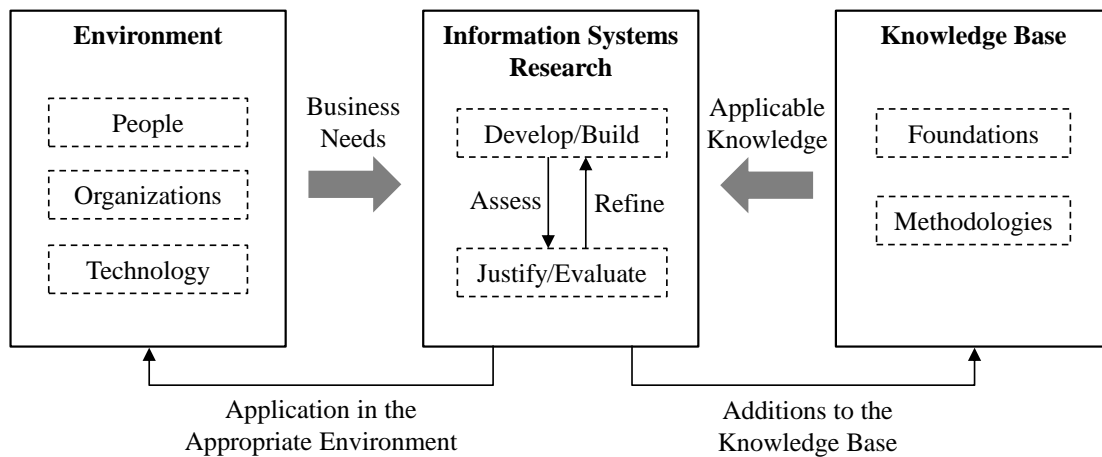 Environment
People
Organizations
Technology
Business
Needs
Information Systems
Research
Develop/Build
Assess
Refine
Justify/Evaluate
Applicable
Knowledge
Knowledge Base
Foundations
Methodologies
Application in the
Appropriate Environment
Additions to the
Knowledge Base